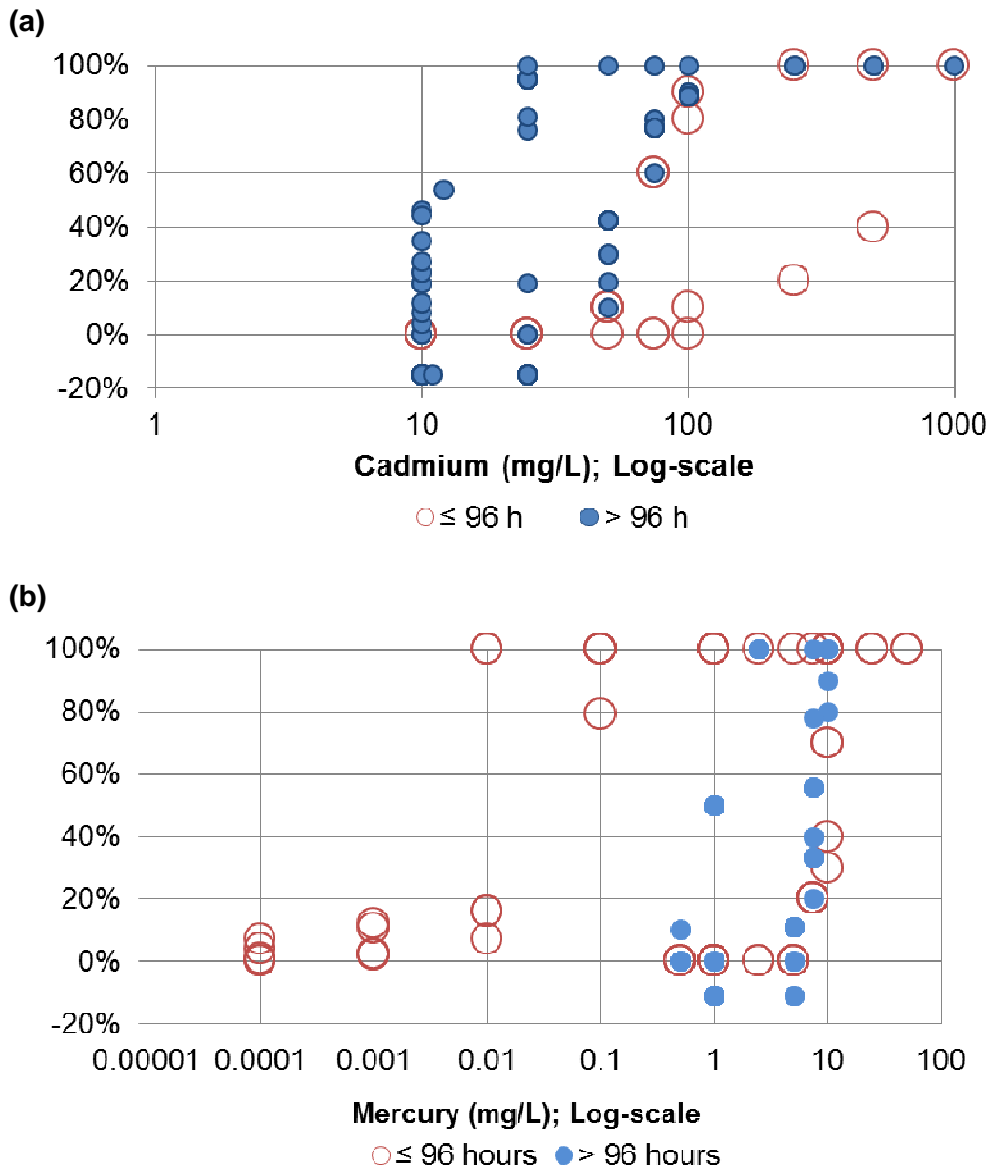 (a)
100%
80%
60%
40%
20%
0%
-20%
1 10 100 1000
Cadmium (mg/L); Log-scale
≤ 96 h > 96 h
(b)
100%
80%
60%
40%
20%
0%
-20%
0.00001 0.0001 0.001 0.01 0.1 1 10 100
Mercury (mg/L); Log-scale
≤ 96 hours > 96 hours